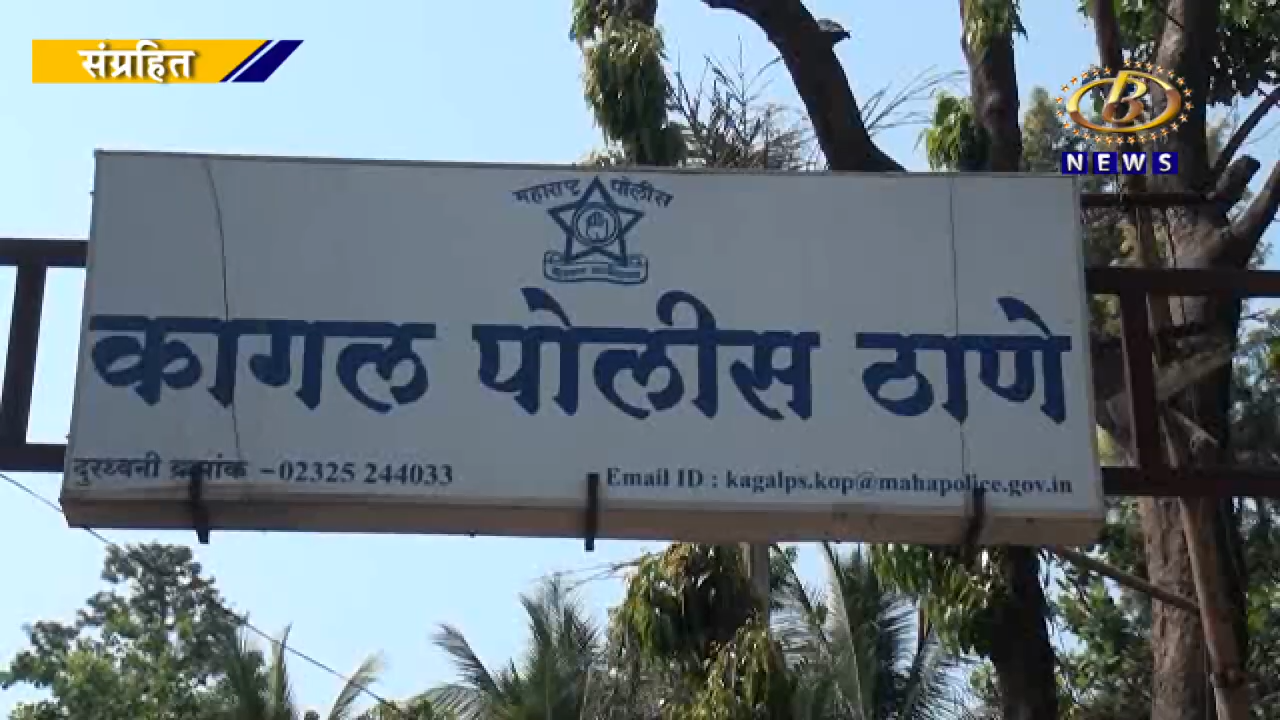 संग्रहित
B
NEWS
महाराष्ट्र पोलीस
कागल पोलीस ठाणे
दुरध्वनी क्रमांक -02325 244033
Email ID : kagalps.kop@mahapolice.gov.in